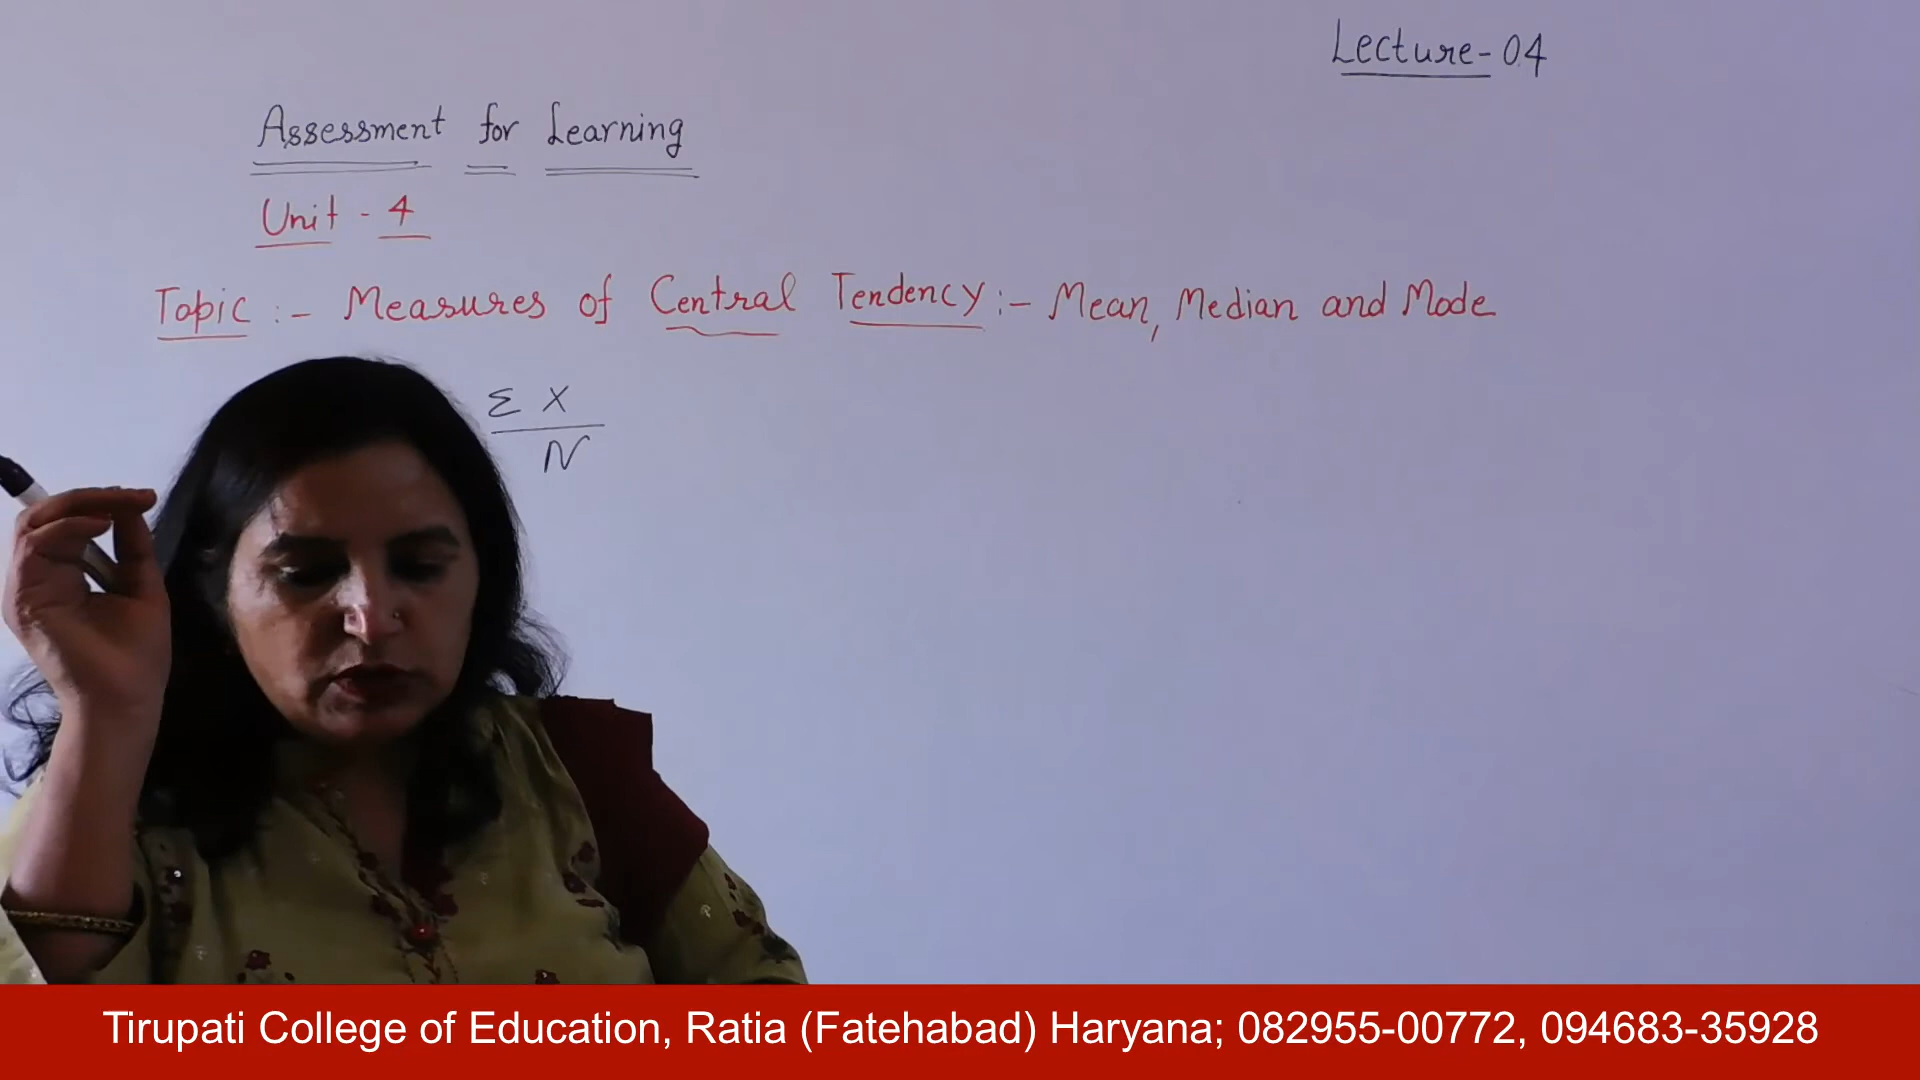 Lecture-04
Assessment for Learning
Unit - 4
Topic :- Measures of Central Tendency :- Mean, Median and Mode
Σ X
N
Tirupati College of Education, Ratia (Fatehabad) Haryana; 082955-00772, 094683-35928